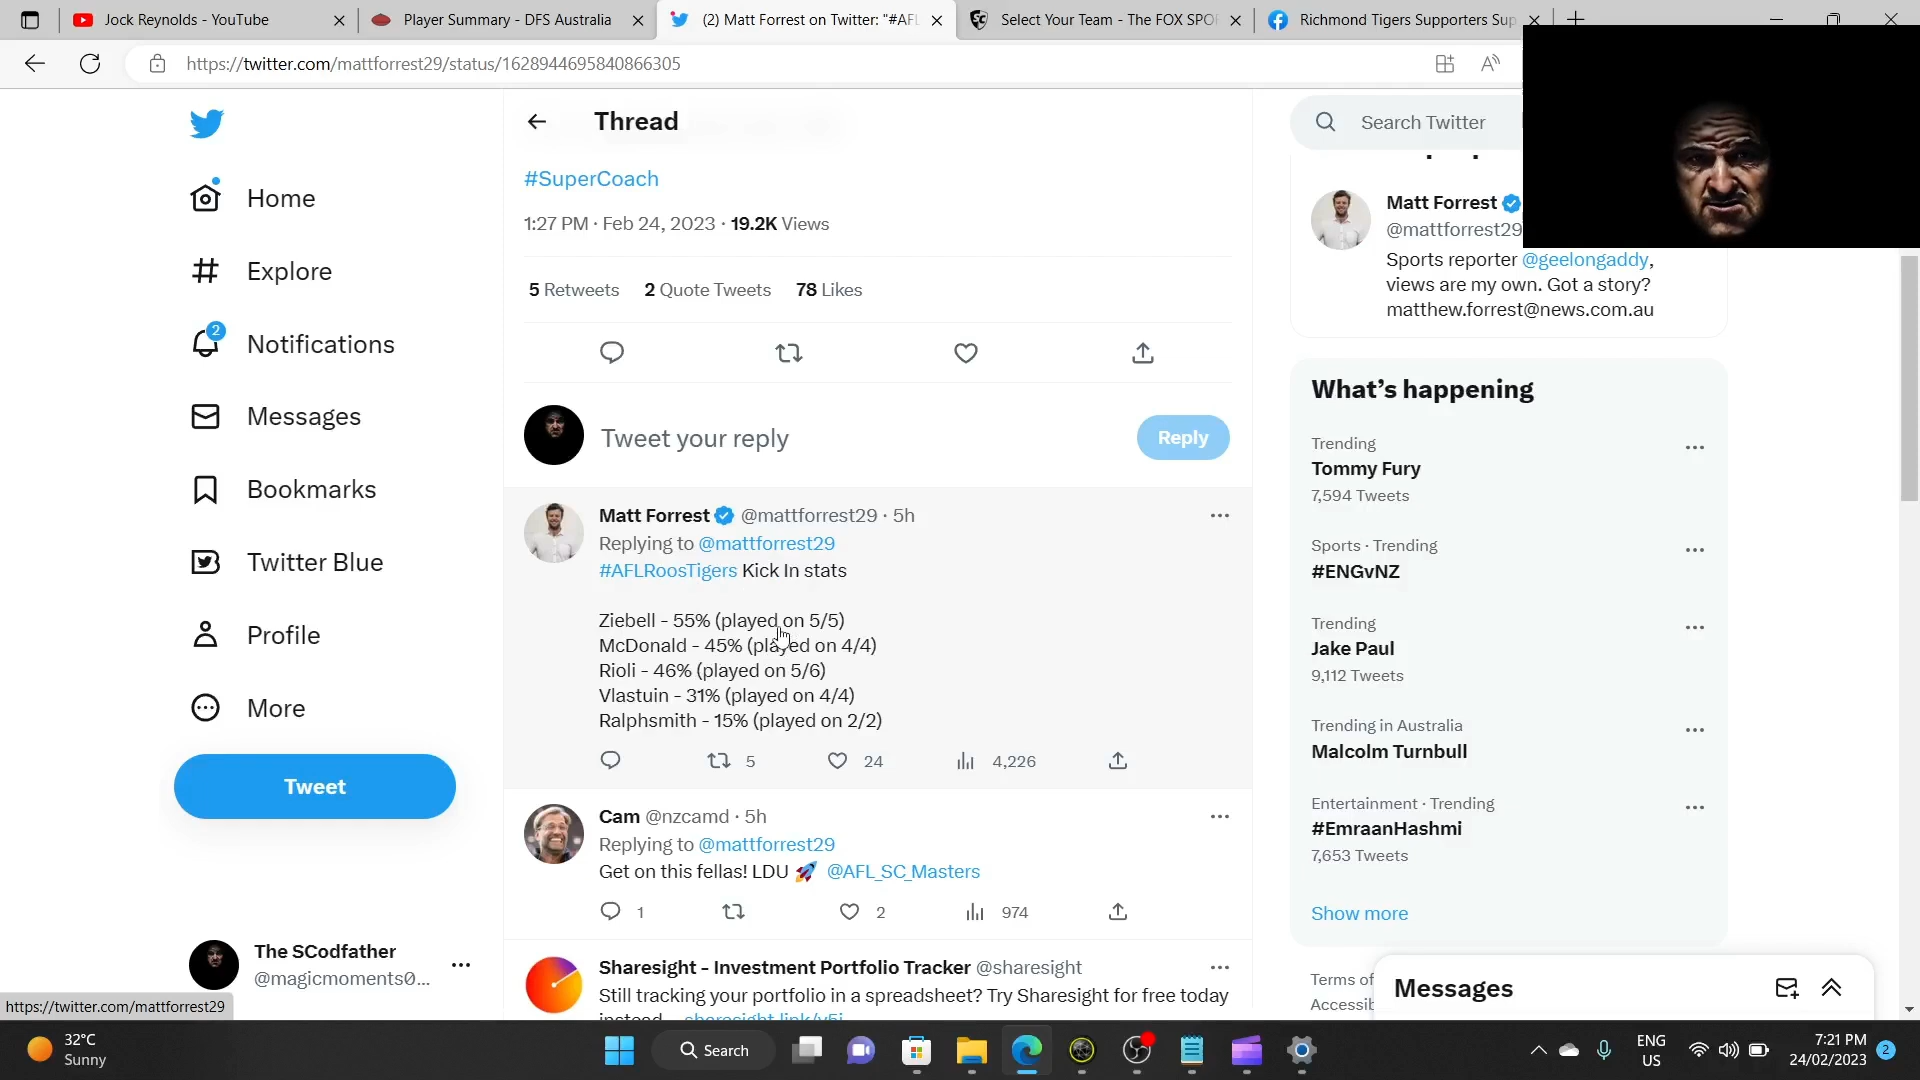 Jock Reynolds - YouTube
Player Summary - DFS Australia
(2) Matt Forrest on Twitter: "#AFL
Select Your Team - The FOX SPO
Richmond Tigers Supporters Sup
https://twitter.com/mattforrest29/status/1628944695840866305
Home
Explore
2
Notifications
Messages
Bookmarks
Twitter Blue
Profile
More
Tweet
The SCodfather
@magicmoments0...
https://twitter.com/mattforrest29
Thread
#SuperCoach
1:27 PM · Feb 24, 2023 · 19.2K Views
5 Retweets 2 Quote Tweets 78 Likes
Tweet your reply
Reply
Matt Forrest @mattforrest29 · 5h
Replying to @mattforrest29
#AFLRoosTigers Kick In stats
Ziebell - 55% (played on 5/5)
McDonald - 45% (played on 4/4)
Rioli - 46% (played on 5/6)
Vlastuin - 31% (played on 4/4)
Ralphsmith - 15% (played on 2/2)
5 24 4,226
Cam @nzcamd · 5h
Replying to @mattforrest29
Get on this fellas! LDU 🚀 @AFL_SC_Masters
1 2 974
Sharesight - Investment Portfolio Tracker @sharesight
Still tracking your portfolio in a spreadsheet? Try Sharesight for free today
instead sharesight.link/v5i
Search Twitter
Matt Forrest
@mattforrest29
Sports reporter @geelongaddy,
views are my own. Got a story?
matthew.forrest@news.com.au
What's happening
Trending
Tommy Fury
7,594 Tweets
Sports · Trending
#ENGvNZ
Trending
Jake Paul
9,112 Tweets
Trending in Australia
Malcolm Turnbull
Entertainment · Trending
#EmraanHashmi
7,653 Tweets
Show more
Terms of
Accessib
Messages
32°C
Sunny
Search
ENG
US
7:21 PM
24/02/2023
2